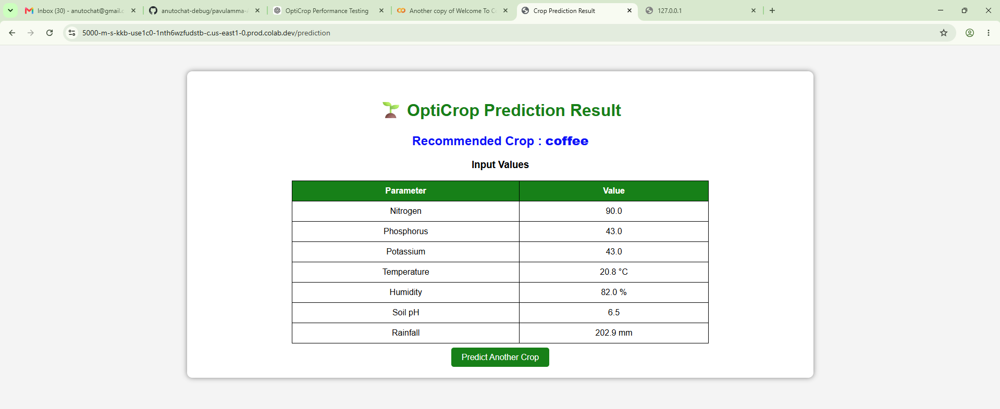 Inbox (30) - anutochat@gmail.c
anutochat-debug/pavulamma-
OptiCrop Performance Testing
Another copy of Welcome To C
Crop Prediction Result
127.0.0.1
5000-m-s-kkb-use1c0-1nth6wzfudstb-c.us-east1-0.prod.colab.dev/prediction
OptiCrop Prediction Result
Recommended Crop : coffee
Input Values
Parameter Value
Nitrogen 90.0
Phosphorus 43.0
Potassium 43.0
Temperature 20.8 °C
Humidity 82.0 %
Soil pH 6.5
Rainfall 202.9 mm
Predict Another Crop